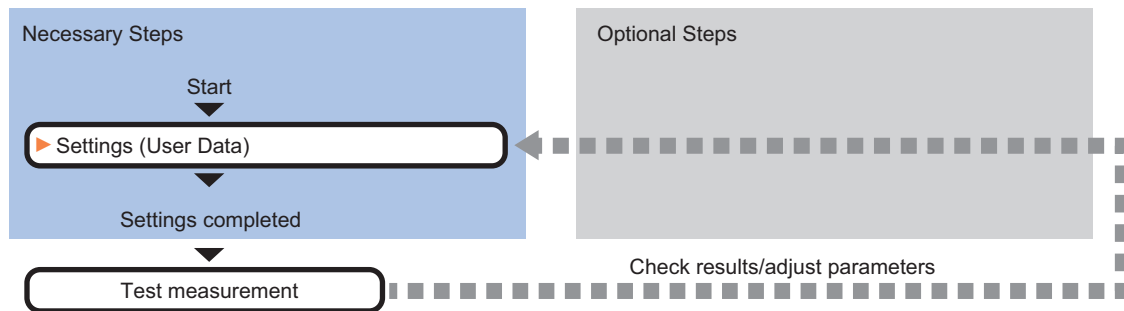 Necessary Steps
Optional Steps
Start
Settings (User Data)
Settings completed
Check results/adjust parameters
Test measurement